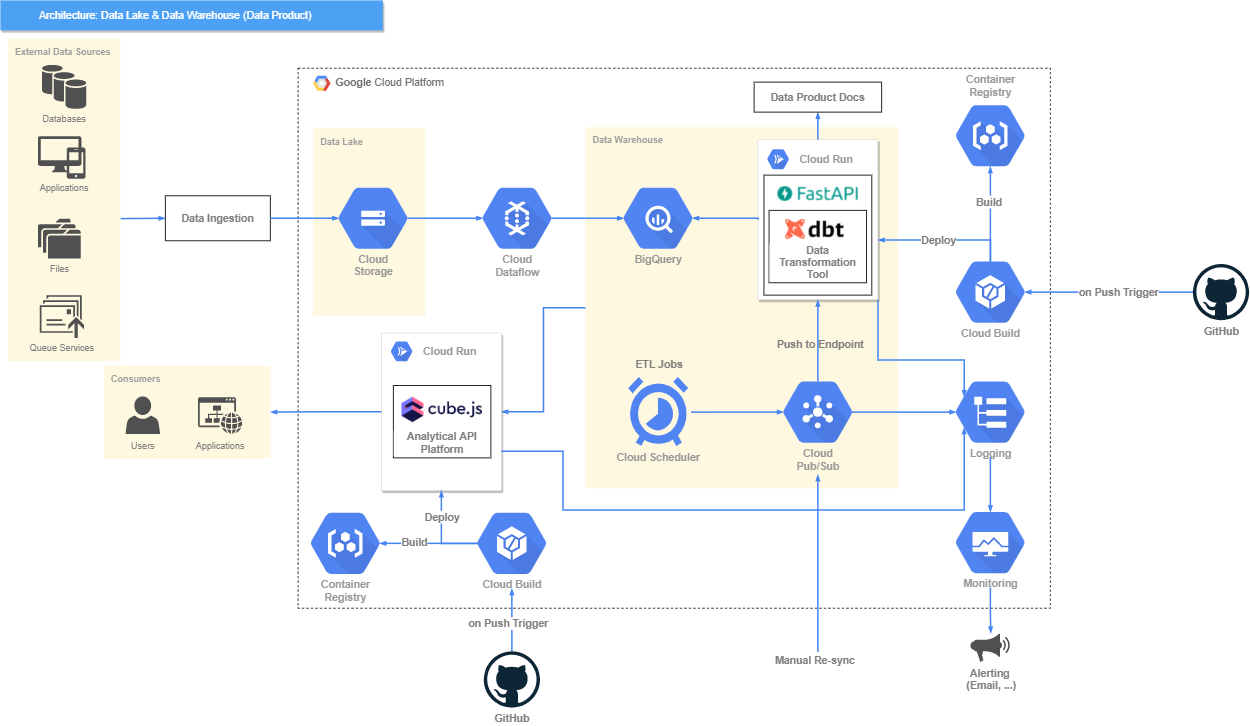 Architecture: Data Lake & Data Warehouse (Data Product)
External Data Sources
Databases
Applications
Files
Queue Services
Data Ingestion
Google Cloud Platform
Data Lake
Cloud
Storage
Cloud
Dataflow
Data Warehouse
BigQuery
Data Product Docs
Cloud Run
FastAPI
dbt
Data
Transformation
Tool
Container
Registry
Build
Deploy
Cloud Build
on Push Trigger
GitHub
Push to Endpoint
ETL Jobs
Cloud Scheduler
Cloud
Pub/Sub
Logging
Monitoring
Alerting
(Email, ...)
Manual Re-sync
Cloud Run
cube.js
Analytical API
Platform
Consumers
Users
Applications
Deploy
Build
Container
Registry
Cloud Build
on Push Trigger
GitHub